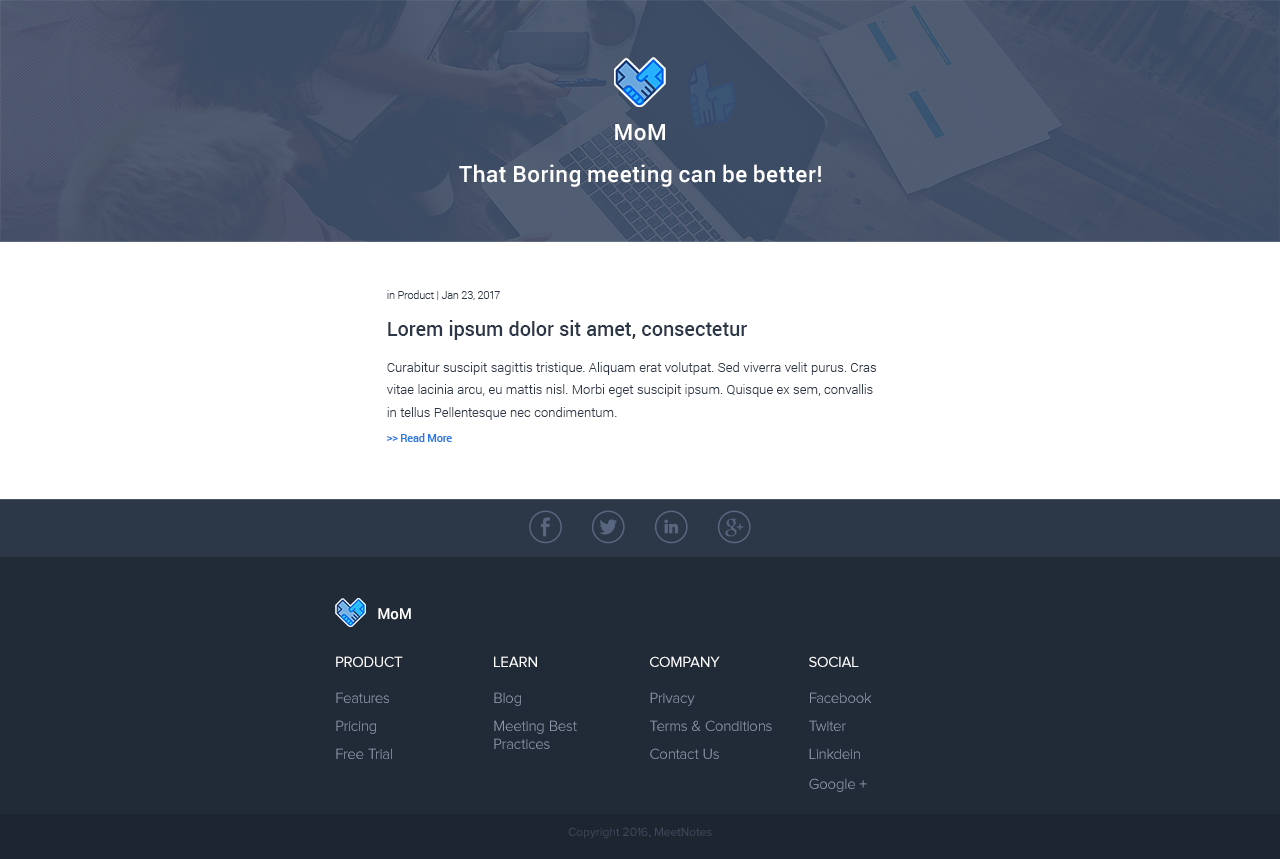 MoM
That Boring meeting can be better!
in Product | Jan 23, 2017
Lorem ipsum dolor sit amet, consectetur
Curabitur suscipit sagittis tristique. Aliquam erat volutpat. Sed viverra velit purus. Cras
vitae lacinia arcu, eu mattis nisl. Morbi eget suscipit ipsum. Quisque ex sem, convallis
in tellus Pellentesque nec condimentum.
>> Read More
MoM
PRODUCT
Features
Pricing
Free Trial
LEARN
Blog
Meeting Best
Practices
COMPANY
Privacy
Terms & Conditions
Contact Us
SOCIAL
Facebook
Twiter
Linkdein
Google +
Copyright 2016, MeetNotes